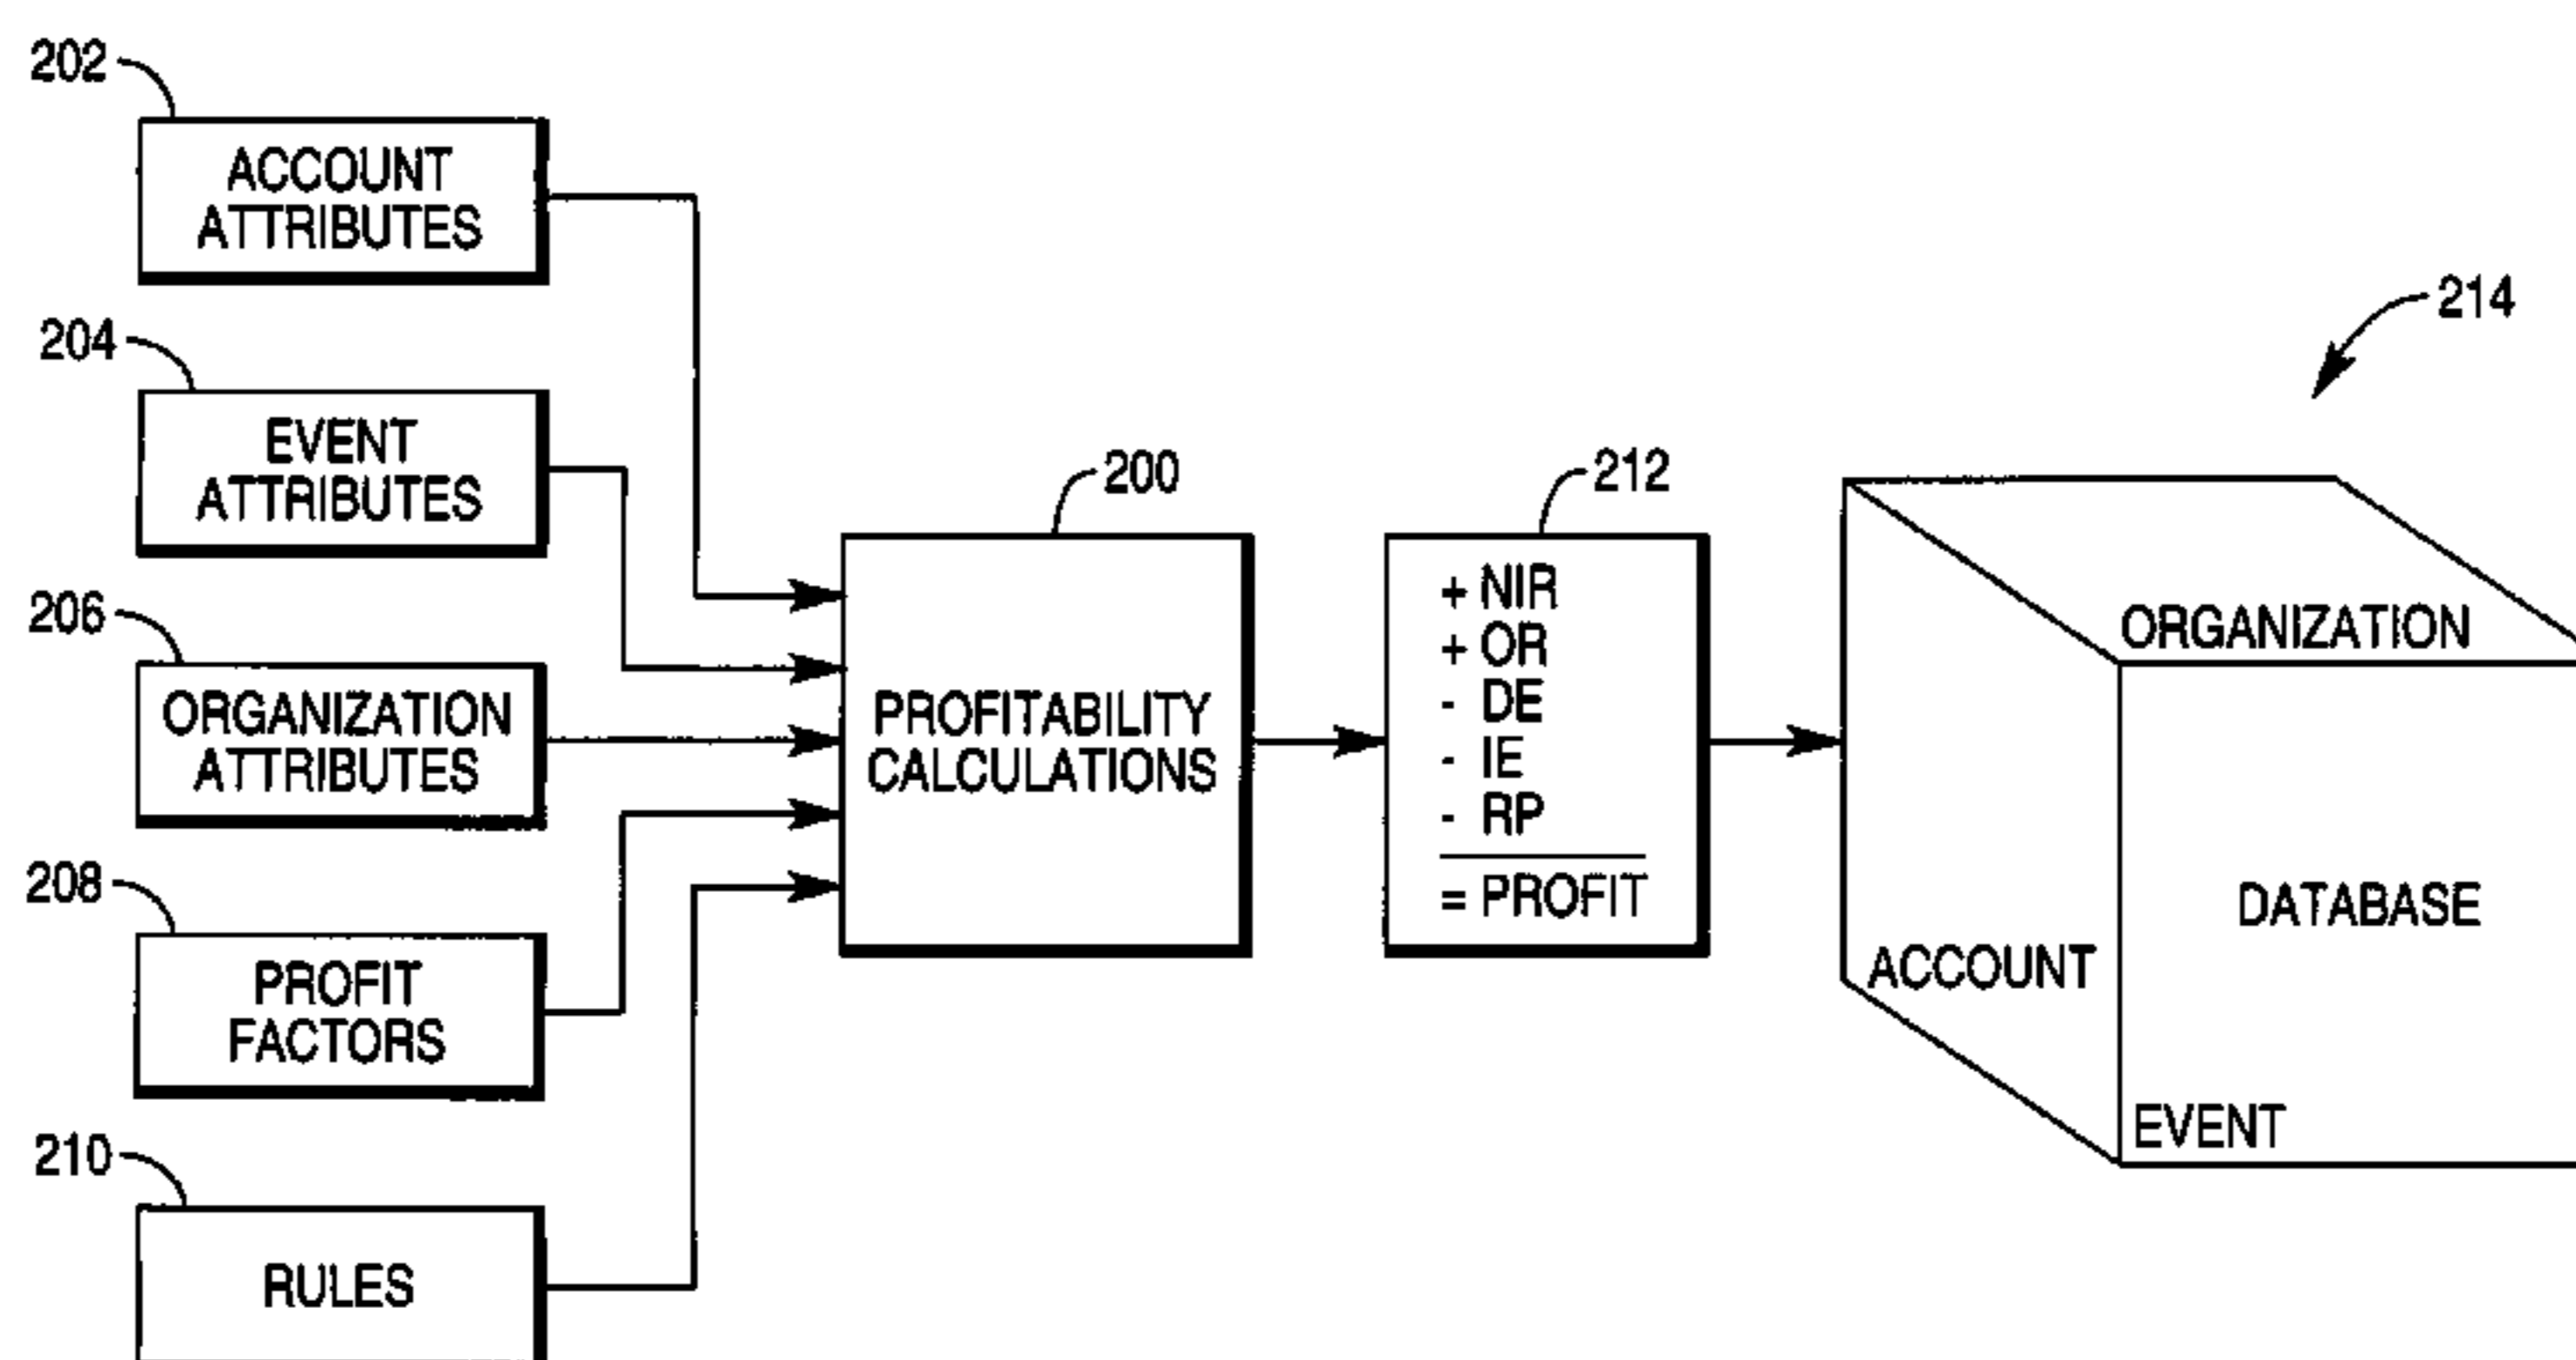 202
ACCOUNT
ATTRIBUTES
204
EVENT
ATTRIBUTES
206
ORGANIZATION
ATTRIBUTES
208
PROFIT
FACTORS
210
RULES
200
PROFITABILITY
CALCULATIONS
212
+ NIR
+ OR
- DE
- IE
- RP
= PROFIT
214
ORGANIZATION
DATABASE
ACCOUNT
EVENT